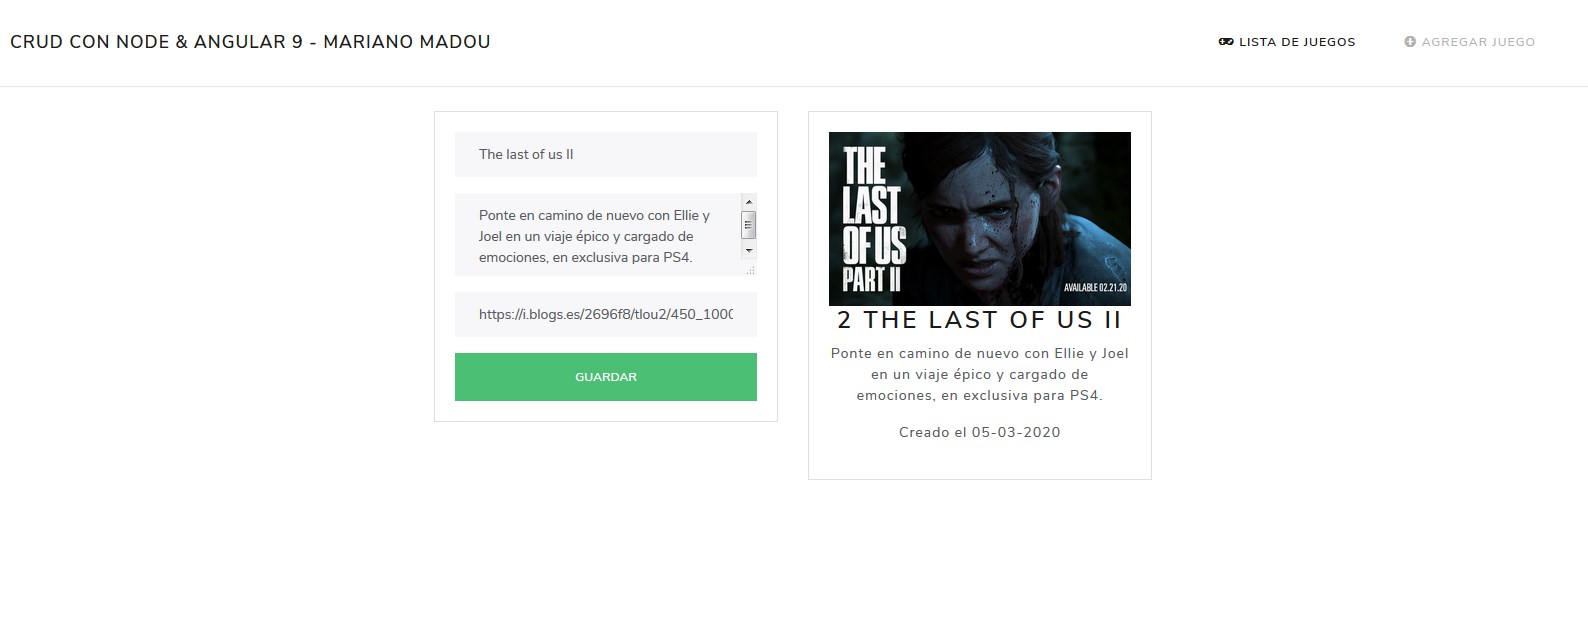 CRUD CON NODE & ANGULAR 9 - MARIANO MADOU
LISTA DE JUEGOS
AGREGAR JUEGO
The last of us II
Ponte en camino de nuevo con Ellie y
Joel en un viaje épico y cargado de
emociones, en exclusiva para PS4.
https://i.blogs.es/2696f8/tlou2/450_100
GUARDAR
THE
LAST
OF US
PART II
AVAILABLE 02.21.20
2 THE LAST OF US II
Ponte en camino de nuevo con Ellie y Joel
en un viaje épico y cargado de
emociones, en exclusiva para PS4.
Creado el 05-03-2020